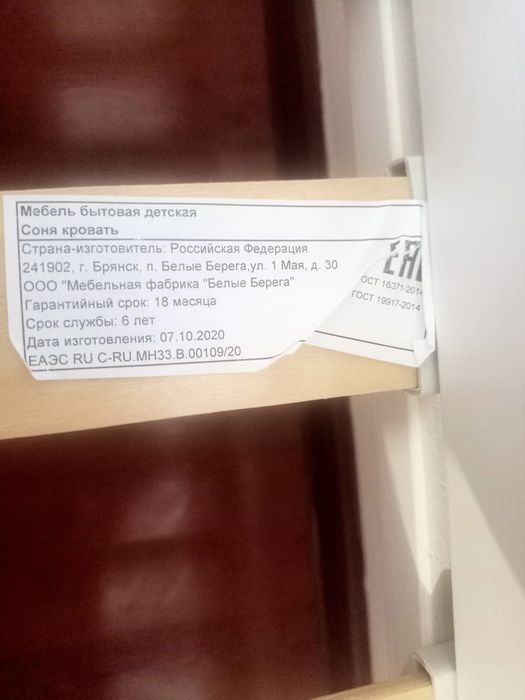 Мебель бытовая детская
Соня кровать
Страна-изготовитель: Российская Федерация
241902, г. Брянск, п. Белые Берега,ул. 1 Мая, д. 30
ООО "Мебельная фабрика "Белые Берега"
Гарантийный срок: 18 месяца
Срок службы: 6 лет
Дата изготовления: 07.10.2020
ЕАЭС RU С-RU.МН33.В.00109/20
EAC
ГОСТ 16371-2014
ГОСТ 19917-2014